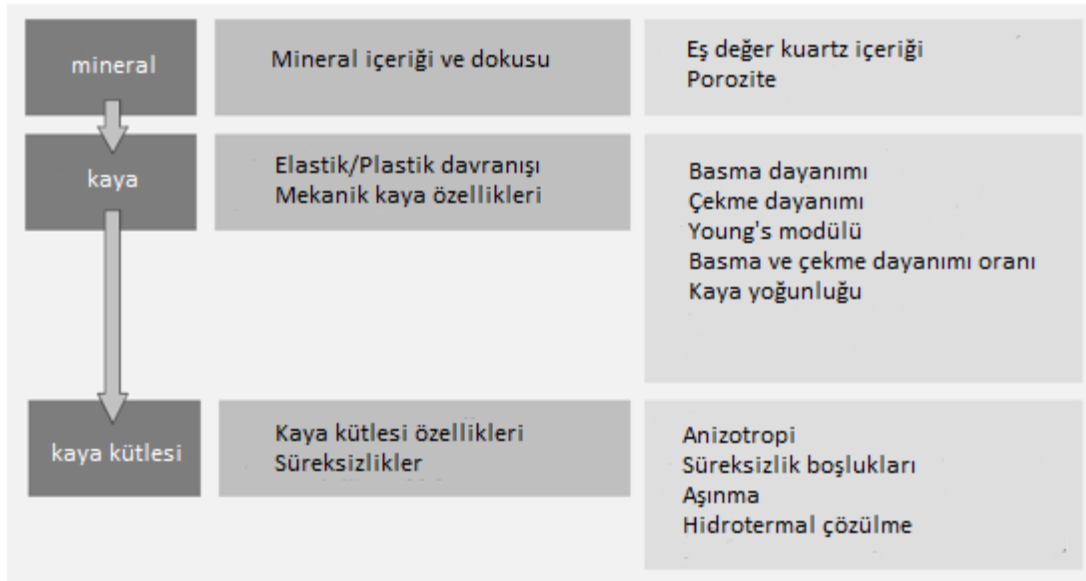 mineral
Mineral içeriği ve dokusu
Eş değer kuartz içeriği
Porozite
kaya
Elastik/Plastik davranışı
Mekanik kaya özellikleri
Basma dayanımı
Çekme dayanımı
Young's modülü
Basma ve çekme dayanımı oranı
Kaya yoğunluğu
kaya kütlesi
Kaya kütlesi özellikleri
Süreksizlikler
Anizotropi
Süreksizlik boşlukları
Aşınma
Hidrotermal çözülme